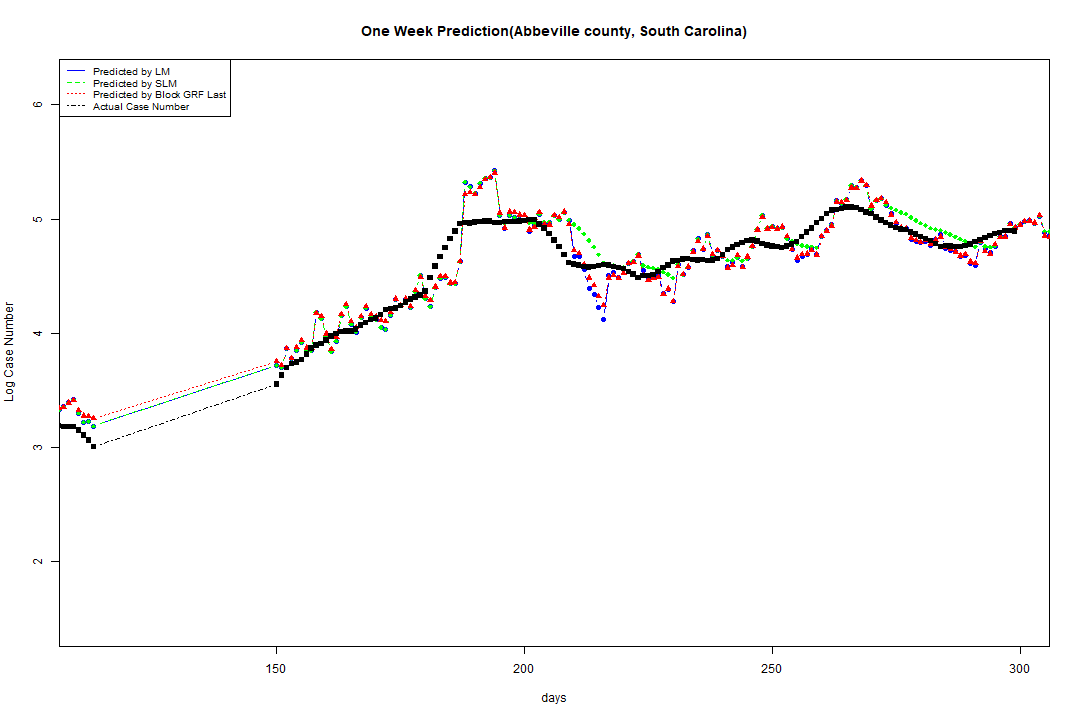 One Week Prediction(Abbeville county, South Carolina)
Predicted by LM
Predicted by SLM
Predicted by Block GRF Last
Actual Case Number
6
5
4
3
2
Log Case Number
150
200
250
300
days